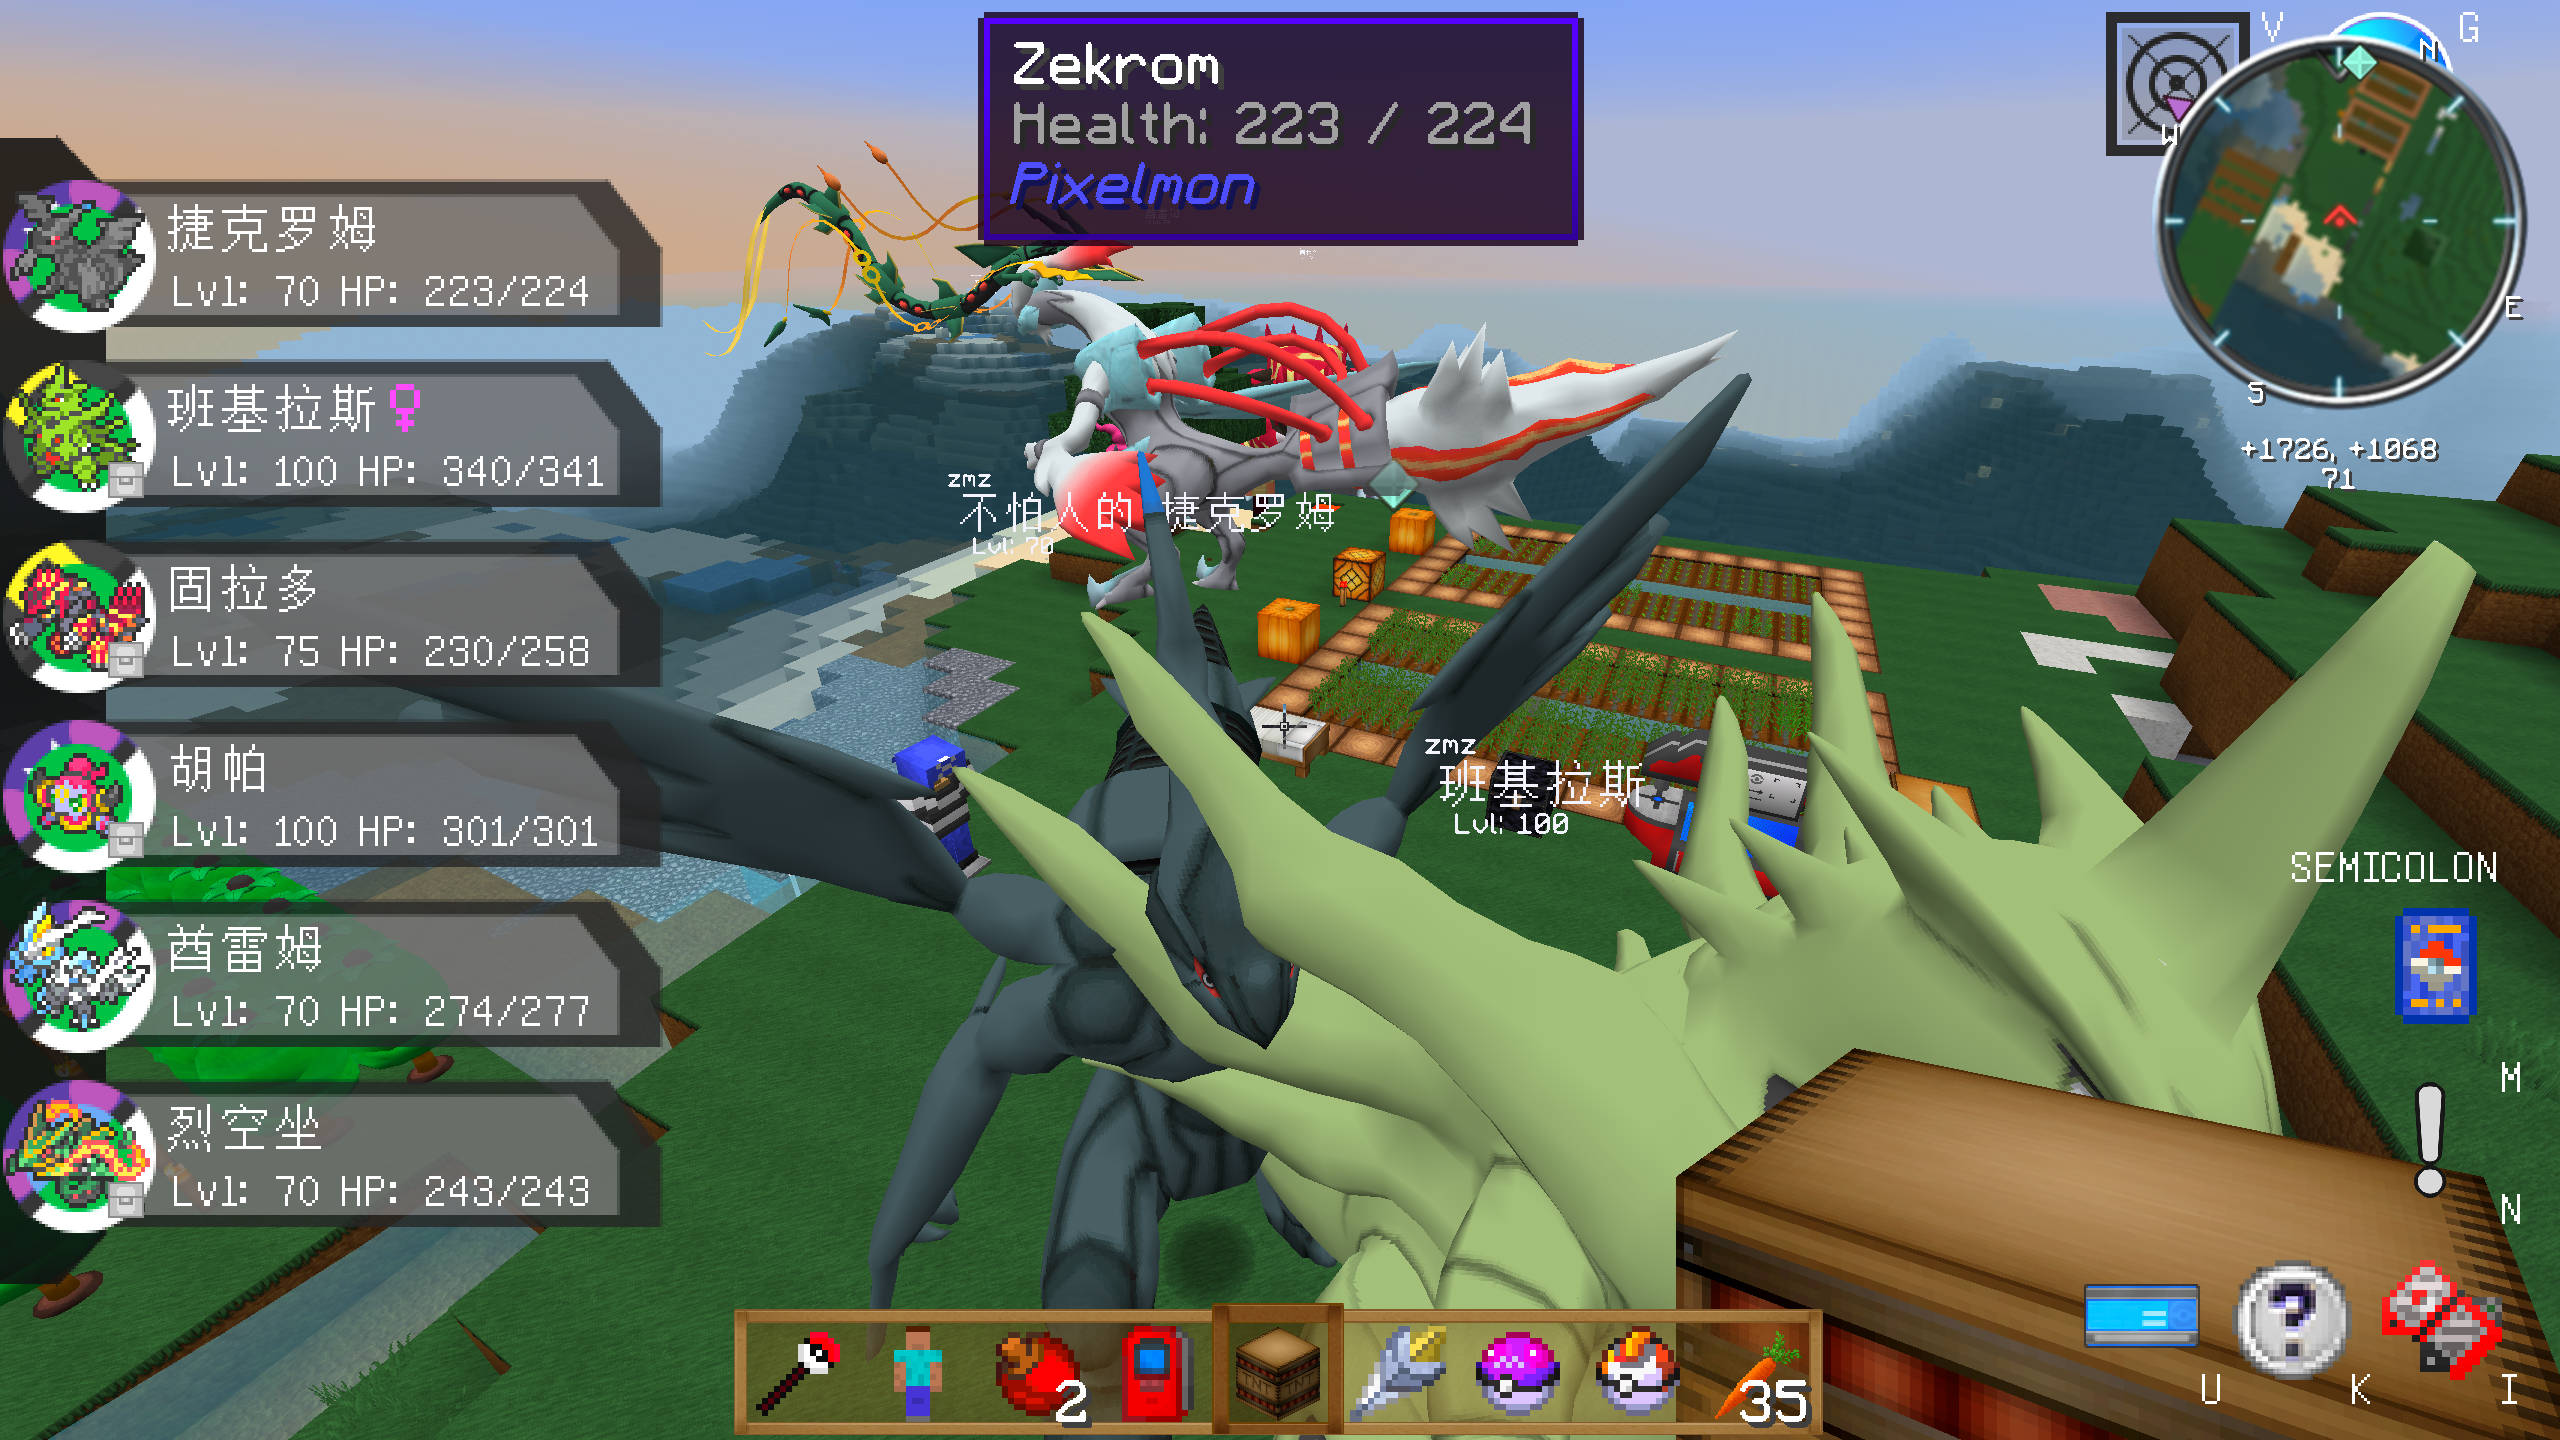 Zekrom
Health: 223 / 224
Pixelmon
V
G
N
W
E
S
+1726, +1068
71
捷克罗姆
Lvl: 70 HP: 223/224
班基拉斯♀
Lvl: 100 HP: 340/341
固拉多
Lvl: 75 HP: 230/258
胡帕
Lvl: 100 HP: 301/301
酋雷姆
Lvl: 70 HP: 274/277
烈空坐
Lvl: 70 HP: 243/243
zmz
不怕人的 捷克罗姆
Lvl: 70
zmz
班基拉斯
Lvl: 100
SEMICOLON
M
N
U
K
I
2
TNT
35